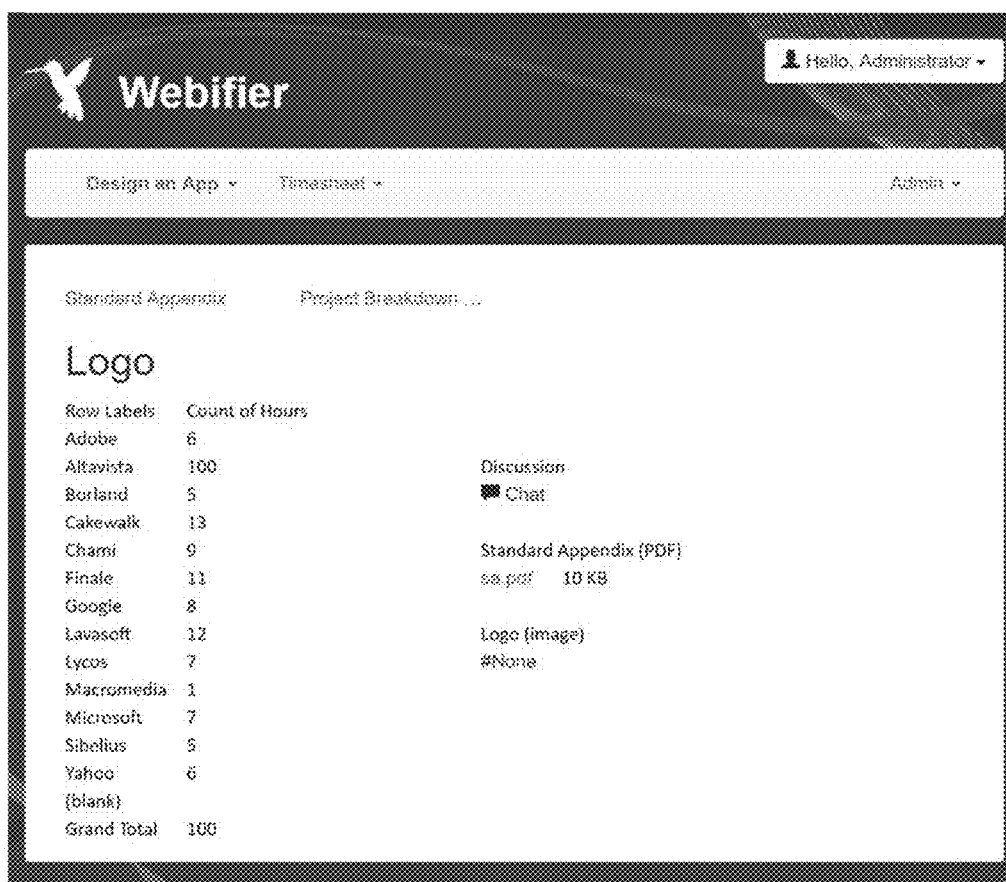 Hello, Administrator
Webifier
Design an App Timesheet Admin
Standard Appendix Project Breakdown ...
Logo
Row Labels Count of Hours
Adobe 6
Altavista 100 Discussion
Borland 5 Chat
Cakewalk 13
Chami 9 Standard Appendix (PDF)
Finale 11 sa.pdf 10 KB
Google 8
Lavasoft 12 Logo (image)
Lycos 7 #None
Macromedia 1
Microsoft 7
Sibelius 5
Yahoo 6
(blank)
Grand Total 100